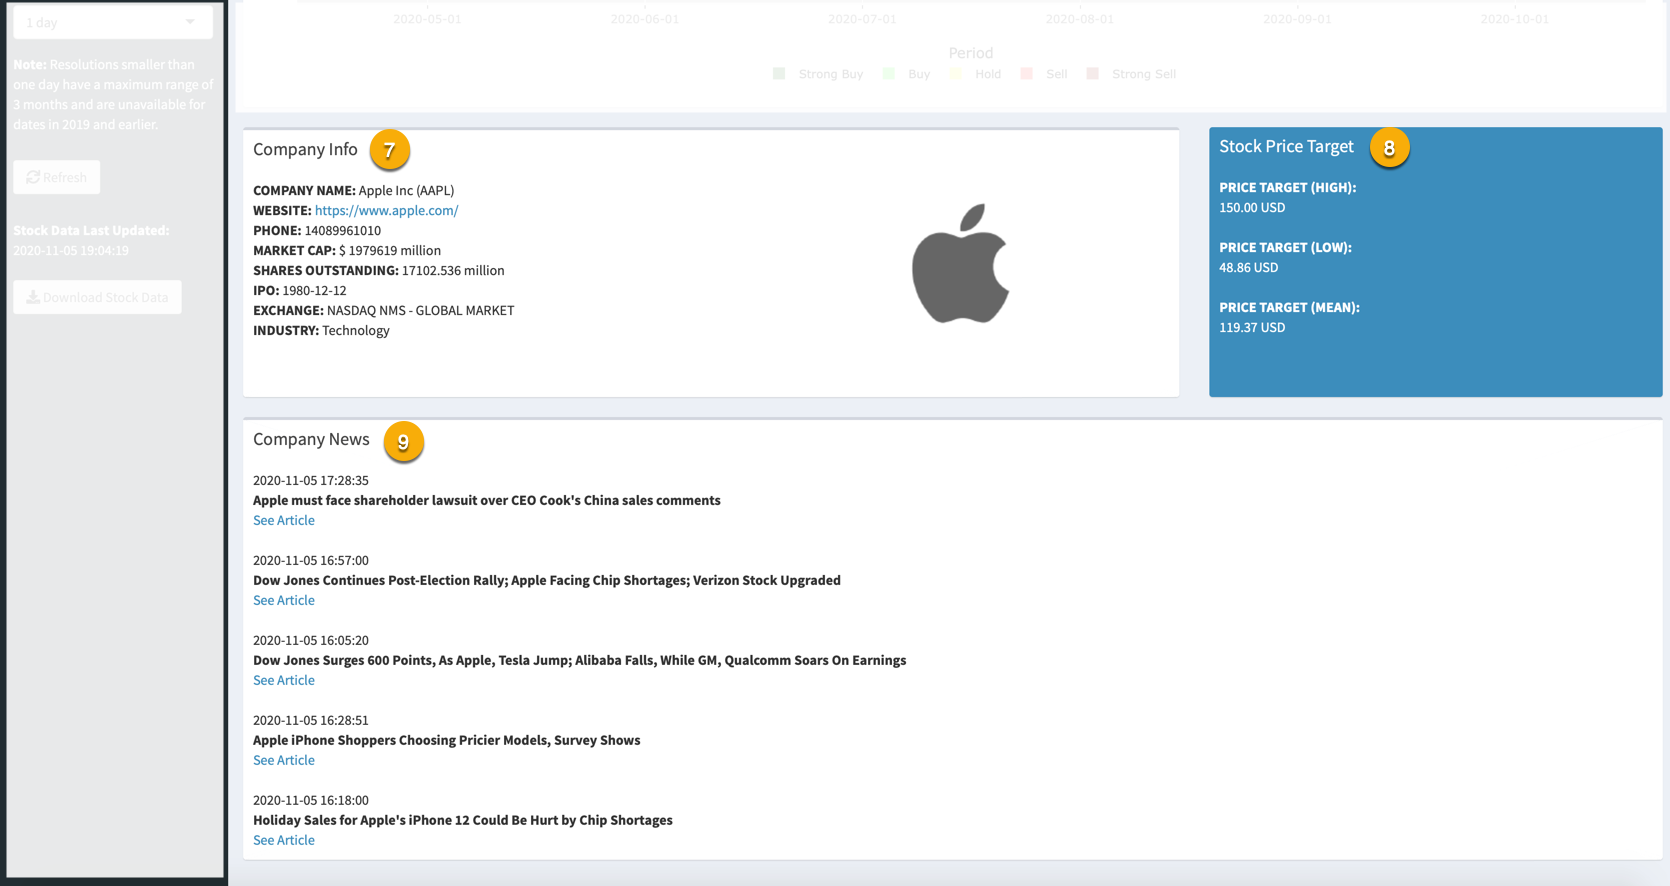 1 day
Note: Resolutions smaller than
one day have a maximum range of
3 months and are unavailable for
dates in 2019 and earlier.
Refresh
Stock Data Last Updated:
2020-11-05 19:04:19
Download Stock Data
2020-05-01 2020-06-01 2020-07-01 2020-08-01 2020-09-01 2020-10-01
Period
Strong Buy Buy Hold Sell Strong Sell
Company Info 7
COMPANY NAME: Apple Inc (AAPL)
WEBSITE: https://www.apple.com/
PHONE: 14089961010
MARKET CAP: $ 1979619 million
SHARES OUTSTANDING: 17102.536 million
IPO: 1980-12-12
EXCHANGE: NASDAQ NMS - GLOBAL MARKET
INDUSTRY: Technology
Stock Price Target 8
PRICE TARGET (HIGH):
150.00 USD
PRICE TARGET (LOW):
48.86 USD
PRICE TARGET (MEAN):
119.37 USD
Company News 9
2020-11-05 17:28:35
Apple must face shareholder lawsuit over CEO Cook's China sales comments
See Article
2020-11-05 16:57:00
Dow Jones Continues Post-Election Rally; Apple Facing Chip Shortages; Verizon Stock Upgraded
See Article
2020-11-05 16:05:20
Dow Jones Surges 600 Points, As Apple, Tesla Jump; Alibaba Falls, While GM, Qualcomm Soars On Earnings
See Article
2020-11-05 16:28:51
Apple iPhone Shoppers Choosing Pricier Models, Survey Shows
See Article
2020-11-05 16:18:00
Holiday Sales for Apple's iPhone 12 Could Be Hurt by Chip Shortages
See Article